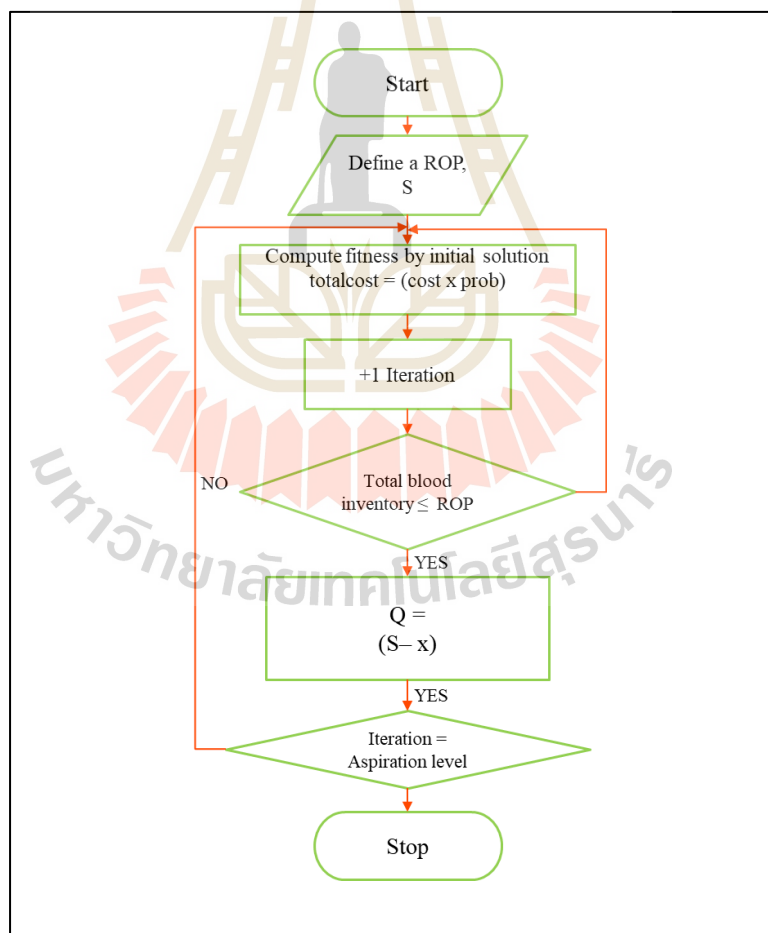 Start
Define a ROP,
S
Compute fitness by initial solution
totalcost = (cost x prob)
+1 Iteration
Total blood
inventory ≤ ROP
NO
YES
Q =
(S– x)
YES
Iteration =
Aspiration level
Stop
มหาวิทยาลัยเทคโนโลยีสุรนารี